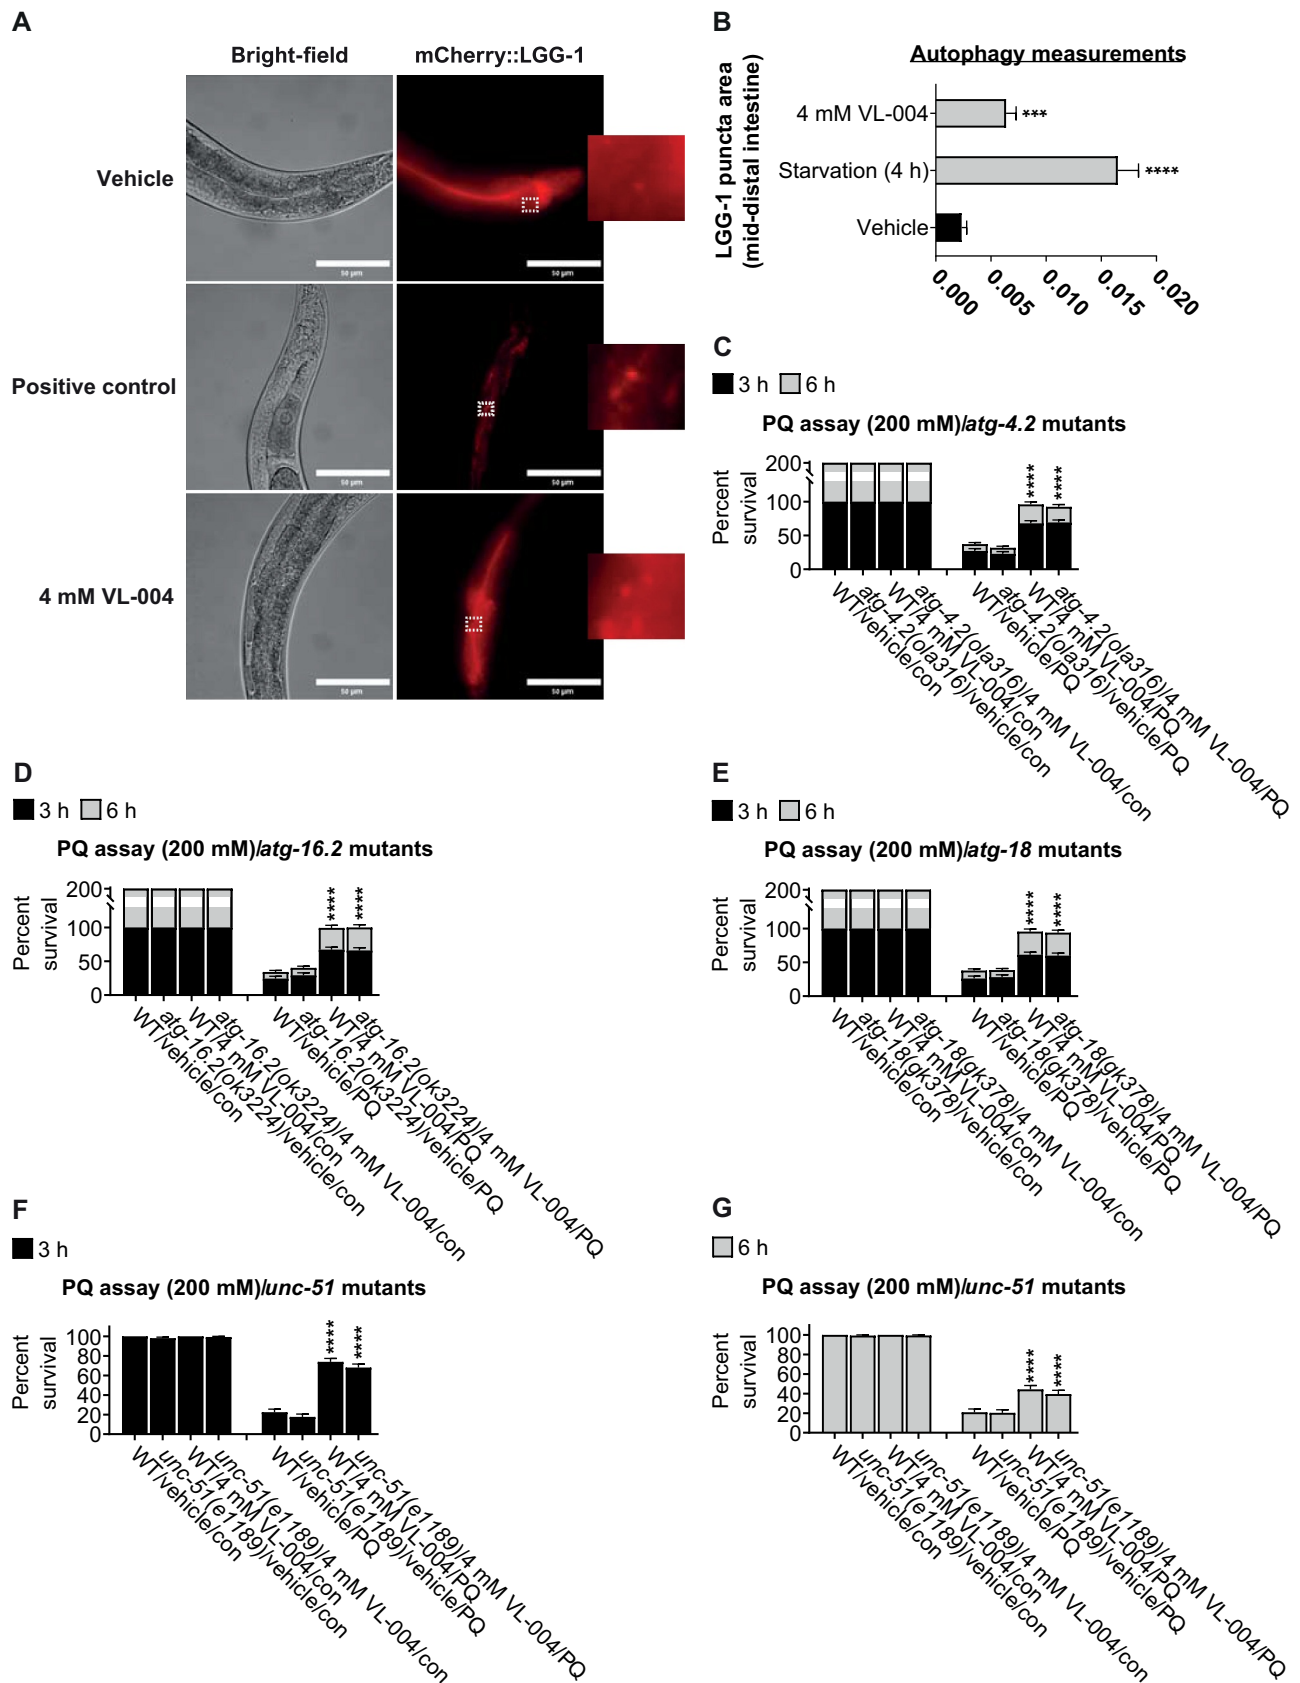 A
Bright-field
mCherry::LGG-1
Vehicle
50 µm
50 µm
Positive control
50 µm
50 µm
4 mM VL-004
50 µm
50 µm
B
Autophagy measurements
LGG-1 puncta area
(mid-distal intestine)
4 mM VL-004
***
Starvation (4 h)
****
Vehicle
0.000
0.005
0.010
0.015
0.020
C
3 h
6 h
PQ assay (200 mM)/atg-4.2 mutants
Percent
survival
200
100
50
0
****
****
WT/vehicle/con
atg-4.2(ola316)/vehicle/con
WT/4 mM VL-004/con
atg-4.2(ola316)/4 mM VL-004/con
WT/vehicle/PQ
atg-4.2(ola316)/vehicle/PQ
WT/4 mM VL-004/PQ
atg-4.2(ola316)/4 mM VL-004/PQ
D
3 h
6 h
PQ assay (200 mM)/atg-16.2 mutants
Percent
survival
200
100
50
0
****
****
WT/vehicle/con
atg-16.2(ok3224)/vehicle/con
WT/4 mM VL-004/con
atg-16.2(ok3224)/4 mM VL-004/con
WT/vehicle/PQ
atg-16.2(ok3224)/vehicle/PQ
WT/4 mM VL-004/PQ
atg-16.2(ok3224)/4 mM VL-004/PQ
E
3 h
6 h
PQ assay (200 mM)/atg-18 mutants
Percent
survival
200
100
50
0
****
****
WT/vehicle/con
atg-18(gk378)/vehicle/con
WT/4 mM VL-004/con
atg-18(gk378)/4 mM VL-004/con
WT/vehicle/PQ
atg-18(gk378)/vehicle/PQ
WT/4 mM VL-004/PQ
atg-18(gk378)/4 mM VL-004/PQ
F
3 h
PQ assay (200 mM)/unc-51 mutants
Percent
survival
100
80
60
40
20
0
****
****
WT/vehicle/con
unc-51(e1189)/vehicle/con
WT/4 mM VL-004/con
unc-51(e1189)/4 mM VL-004/con
WT/vehicle/PQ
unc-51(e1189)/vehicle/PQ
WT/4 mM VL-004/PQ
unc-51(e1189)/4 mM VL-004/PQ
G
6 h
PQ assay (200 mM)/unc-51 mutants
Percent
survival
100
80
60
40
20
0
****
****
WT/vehicle/con
unc-51(e1189)/vehicle/con
WT/4 mM VL-004/con
unc-51(e1189)/4 mM VL-004/con
WT/vehicle/PQ
unc-51(e1189)/vehicle/PQ
WT/4 mM VL-004/PQ
unc-51(e1189)/4 mM VL-004/PQ